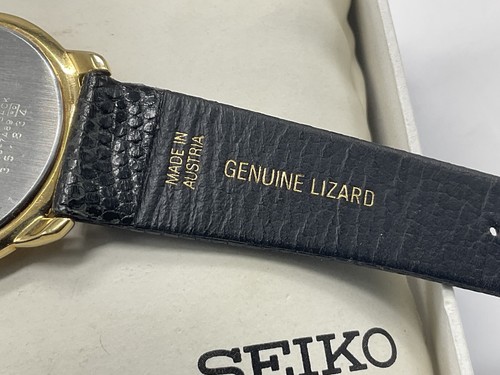 MADE IN
AUSTRIA
GENUINE LIZARD
SEIKO